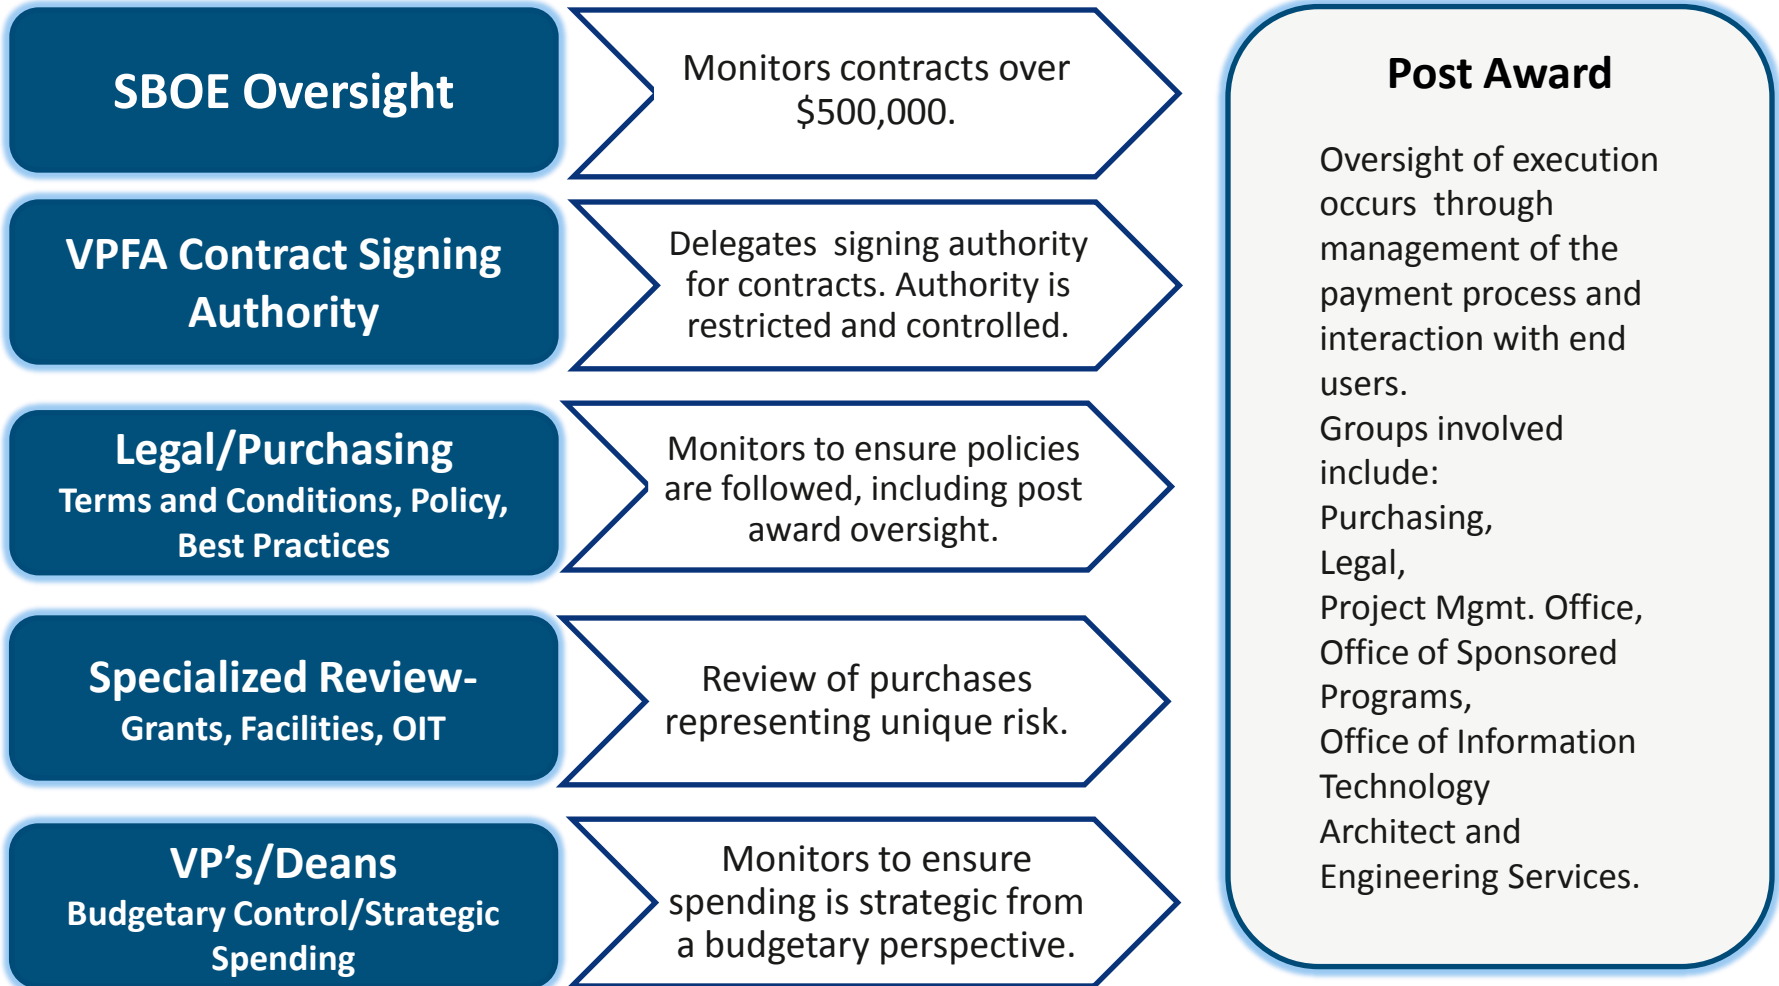 SBOE Oversight
Monitors contracts over
$500,000.
VPFA Contract Signing
Authority
Delegates  signing authority
for contracts. Authority is
restricted and controlled.
Legal/Purchasing
Terms and Conditions, Policy,
Best Practices
Monitors to ensure policies
are followed, including post
award oversight.
Specialized Review-
Grants, Facilities, OIT
Review of purchases
representing unique risk.
VP’s/Deans
Budgetary Control/Strategic
Spending
Monitors to ensure
spending is strategic from
a budgetary perspective.
Post Award
Oversight of execution
occurs  through
management of the
payment process and
interaction with end
users.
Groups involved
include:
Purchasing,
Legal,
Project Mgmt. Office,
Office of Sponsored
Programs,
Office of Information
Technology
Architect and
Engineering Services.